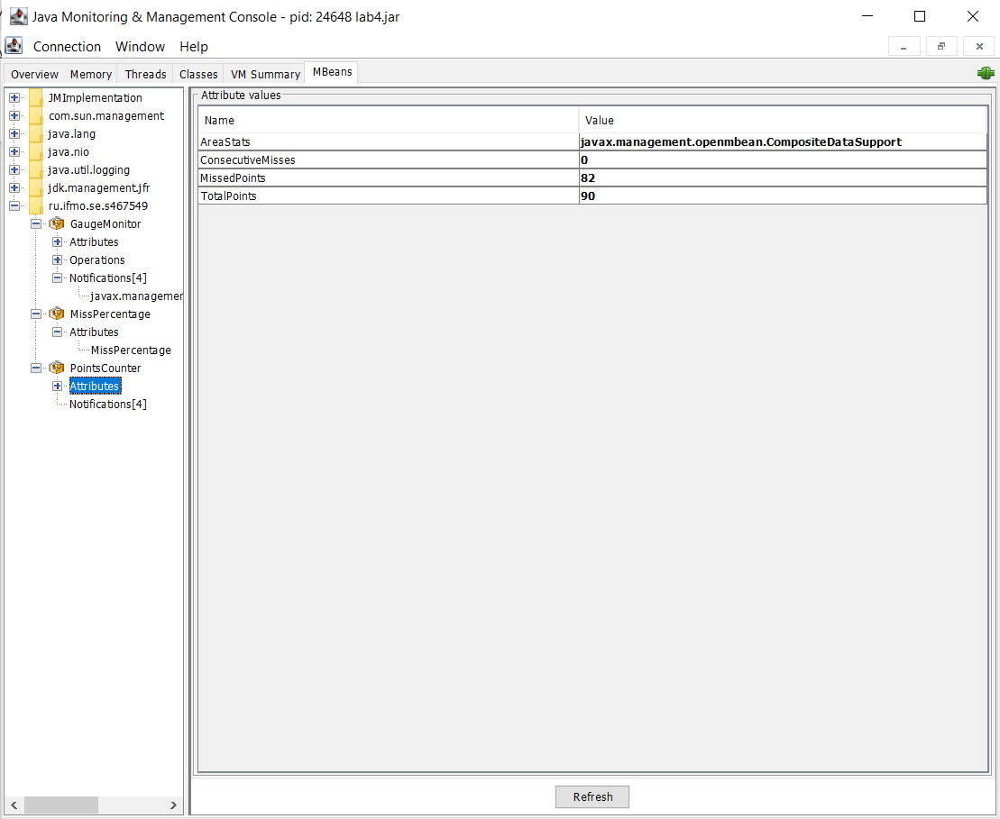 Java Monitoring & Management Console - pid: 24648 lab4.jar
Connection Window Help
Overview Memory Threads Classes VM Summary MBeans
JMImplementation
com.sun.management
java.lang
java.nio
java.util.logging
jdk.management.jfr
ru.ifmo.se.s467549
GaugeMonitor
Attributes
Operations
Notifications[4]
javax.managemer
MissPercentage
Attributes
MissPercentage
PointsCounter
Attributes
Notifications[4]
Attribute values
Name Value
AreaStats javax.management.openmbean.CompositeDataSupport
ConsecutiveMisses 0
MissedPoints 82
TotalPoints 90
Refresh